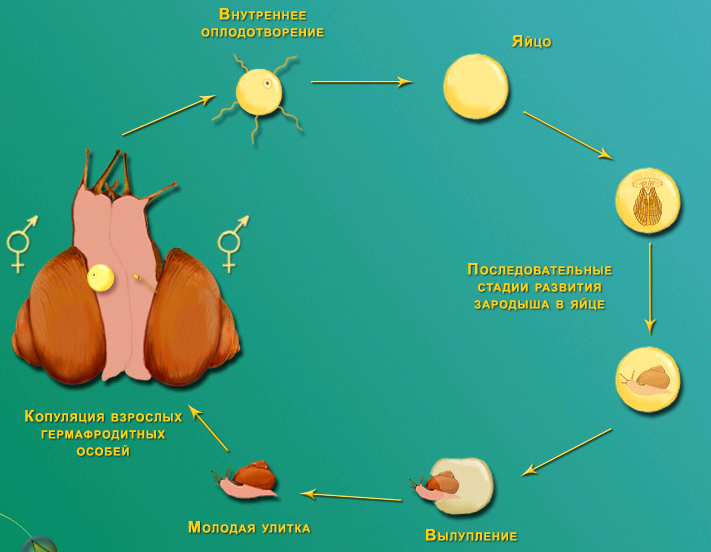 Внутреннее
оплодотворение
Яйцо
Последовательные
стадии развития
зародыша в яйце
Вылупление
Молодая улитка
Копуляция взрослых
гермафродитных
особей